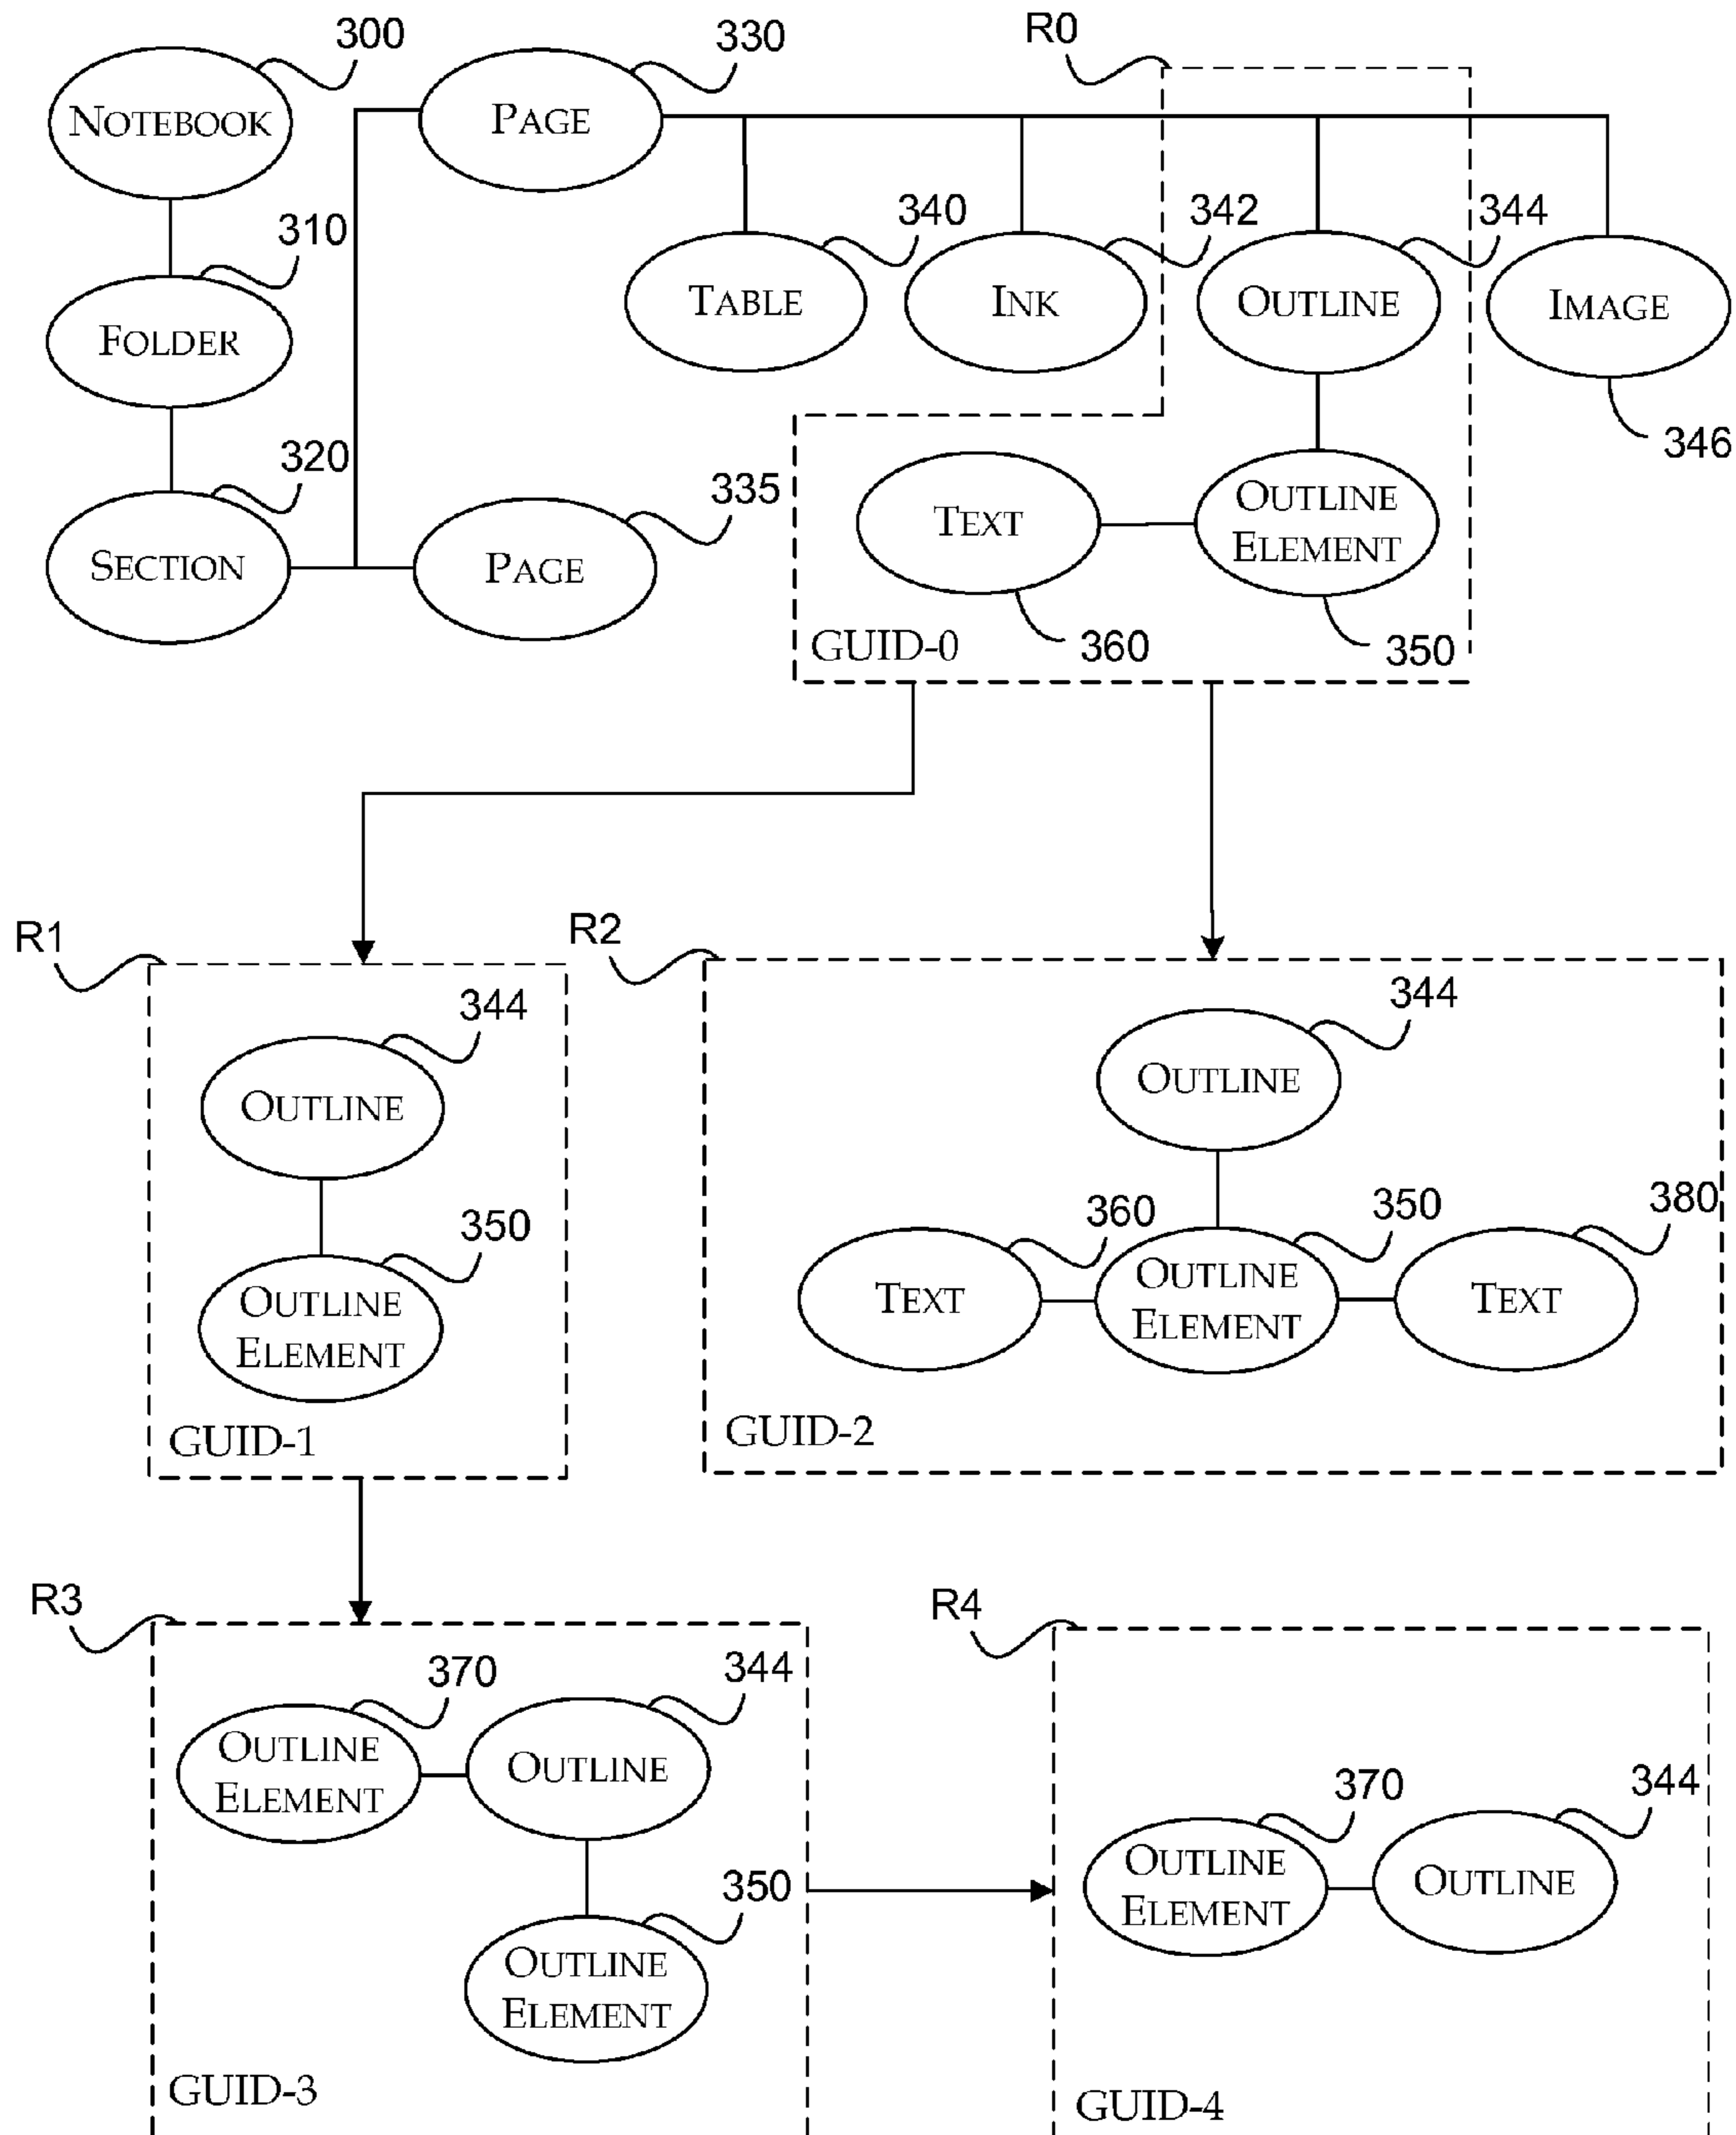 300
330
R0
NOTEBOOK
PAGE
310
340
342
344
FOLDER
TABLE
INK
OUTLINE
IMAGE
346
320
335
SECTION
PAGE
TEXT
OUTLINE
ELEMENT
GUID-0
360
350
R1
R2
344
OUTLINE
350
OUTLINE
ELEMENT
GUID-1
344
OUTLINE
360
350
380
TEXT
OUTLINE
ELEMENT
TEXT
GUID-2
R3
R4
370
344
OUTLINE
ELEMENT
OUTLINE
350
OUTLINE
ELEMENT
GUID-3
370
344
OUTLINE
ELEMENT
OUTLINE
GUID-4